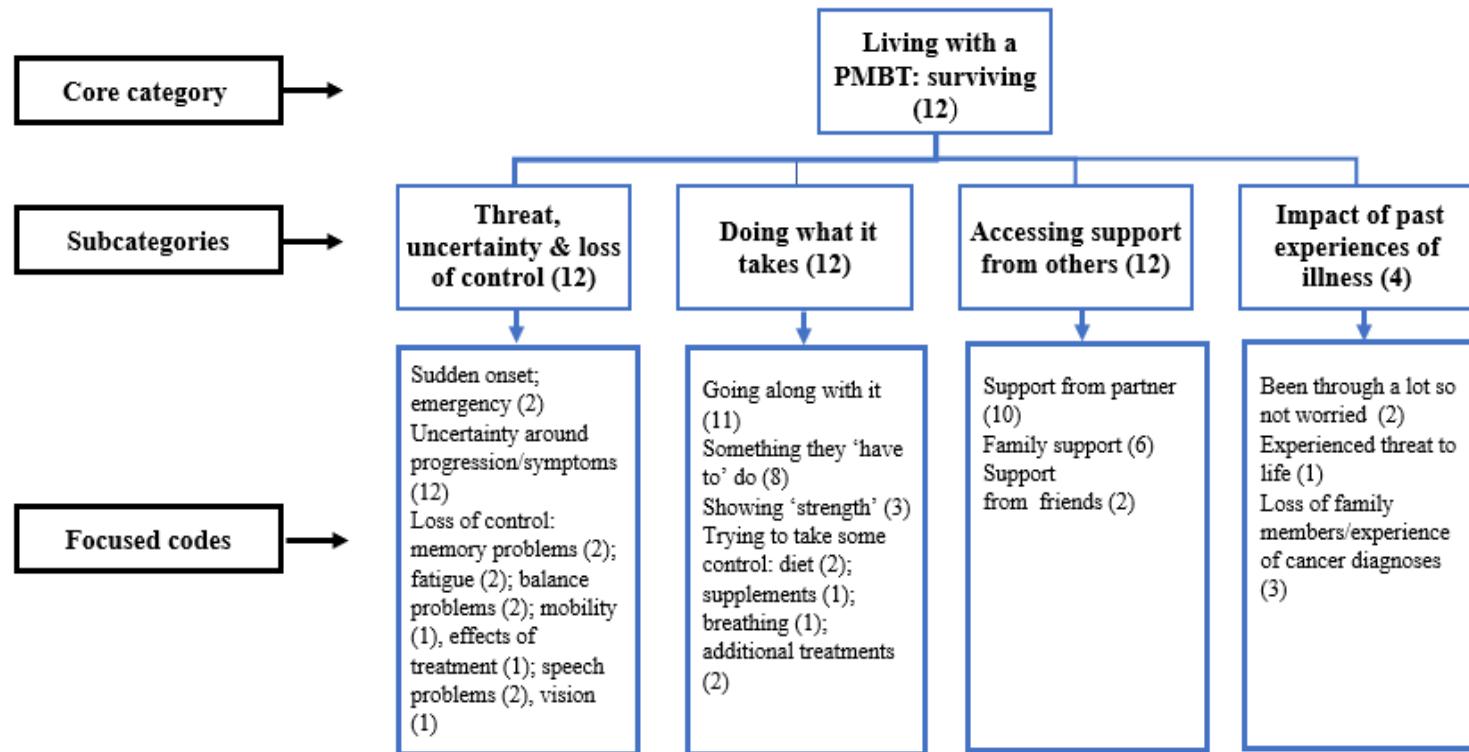 Living with a
PMBT: surviving
(12)
Core category
Threat,
uncertainty & loss
of control (12)
Doing what it
takes (12)
Accessing support
from others (12)
Impact of past
experiences of
illness (4)
Subcategories
Sudden onset;
emergency (2)
Uncertainty around
progression/symptoms
(12)
Loss of control:
memory problems (2);
fatigue (2); balance
problems (2); mobility
(1), effects of
treatment (1); speech
problems (2), vision
(1)
Going along with it
(11)
Something they ‘have
to’ do (8)
Showing ‘strength’ (3)
Trying to take some
control: diet (2);
supplements (1);
breathing (1);
additional treatments
(2)
Support from partner
(10)
Family support (6)
Support
from friends (2)
Been through a lot so
not worried (2)
Experienced threat to
life (1)
Loss of family
members/experience
of cancer diagnoses
(3)
Focused codes